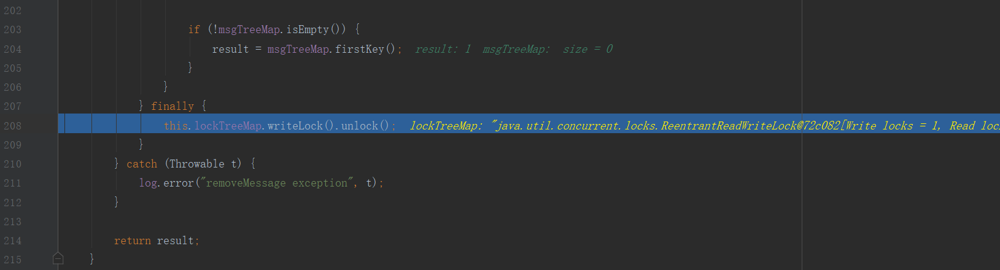 202
203 if (!msgTreeMap.isEmpty()) {
204 result = msgTreeMap.firstKey(); result: 1 msgTreeMap: size = 0
205 }
206 }
207 } finally {
208 this.lockTreeMap.writeLock().unlock(); lockTreeMap: "java.util.concurrent.locks.ReentrantReadWriteLock@72c082[Write locks = 1, Read loc
209 }
210 } catch (Throwable t) {
211 log.error("removeMessage exception", t);
212 }
213
214 return result;
215 }